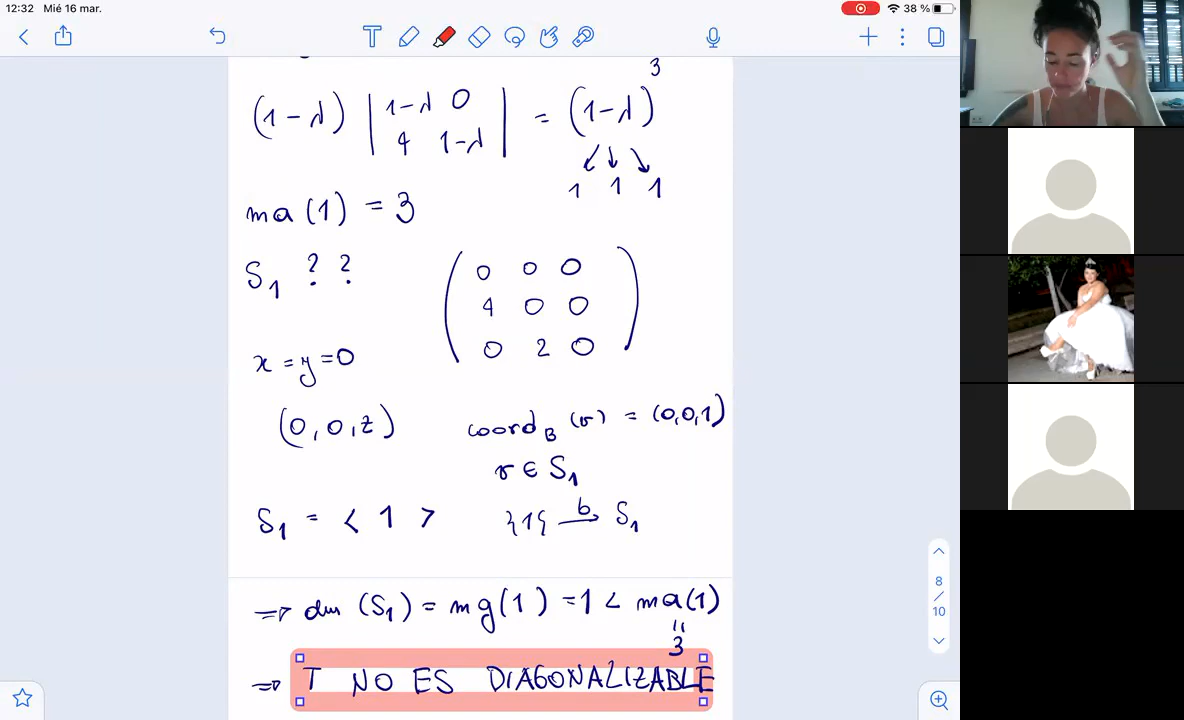 12:32 Mié 16 mar.
38 %
3
(1-λ) | 1-λ 0 | = (1-λ)
4 1-λ
1 1 1
ma (1) = 3
S1 ? ?
0 0 0
4 0 0
0 2 0
x = y = 0
(0,0,z)
coord B (v) = (0,0,1)
v ∈ S1
S1 = < 1 >
{1} b→ S1
8
/
10
⇒ dim (S1) = mg(1) = 1 < ma(1)
=
3
⇒ T NO ES DIAGONALIZABLE